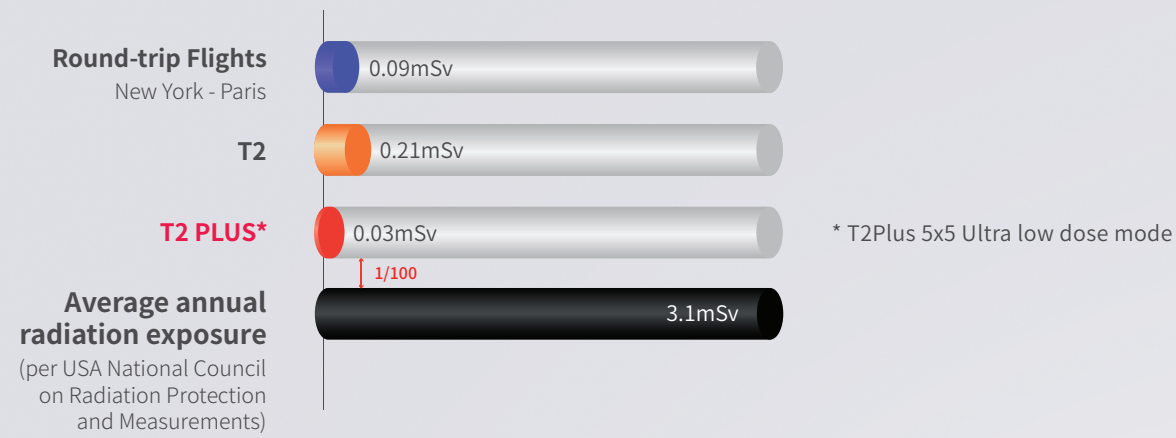 Round-trip Flights
New York - Paris
0.09mSv
T2
0.21mSv
T2 PLUS*
0.03mSv
* T2Plus 5x5 Ultra low dose mode
1/100
Average annual
radiation exposure
(per USA National Council
on Radiation Protection
and Measurements)
3.1mSv